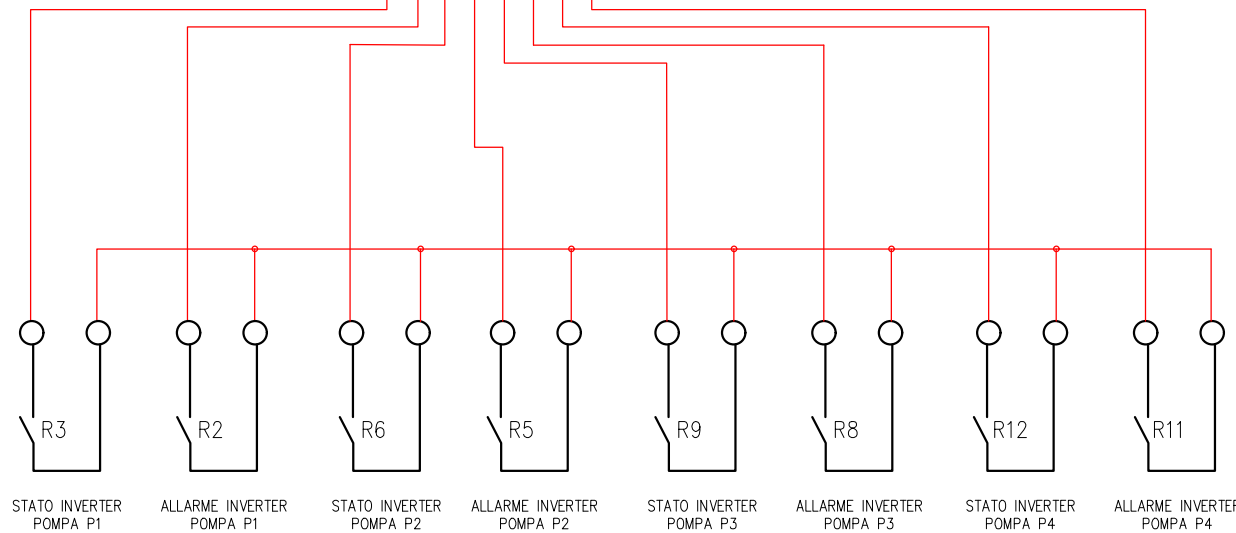 R3
R2
R6
R5
R9
R8
R12
R11
STATO INVERTER
POMPA P1
ALLARME INVERTER
POMPA P1
STATO INVERTER
POMPA P2
ALLARME INVERTER
POMPA P2
STATO INVERTER
POMPA P3
ALLARME INVERTER
POMPA P3
STATO INVERTER
POMPA P4
ALLARME INVERTER
POMPA P4